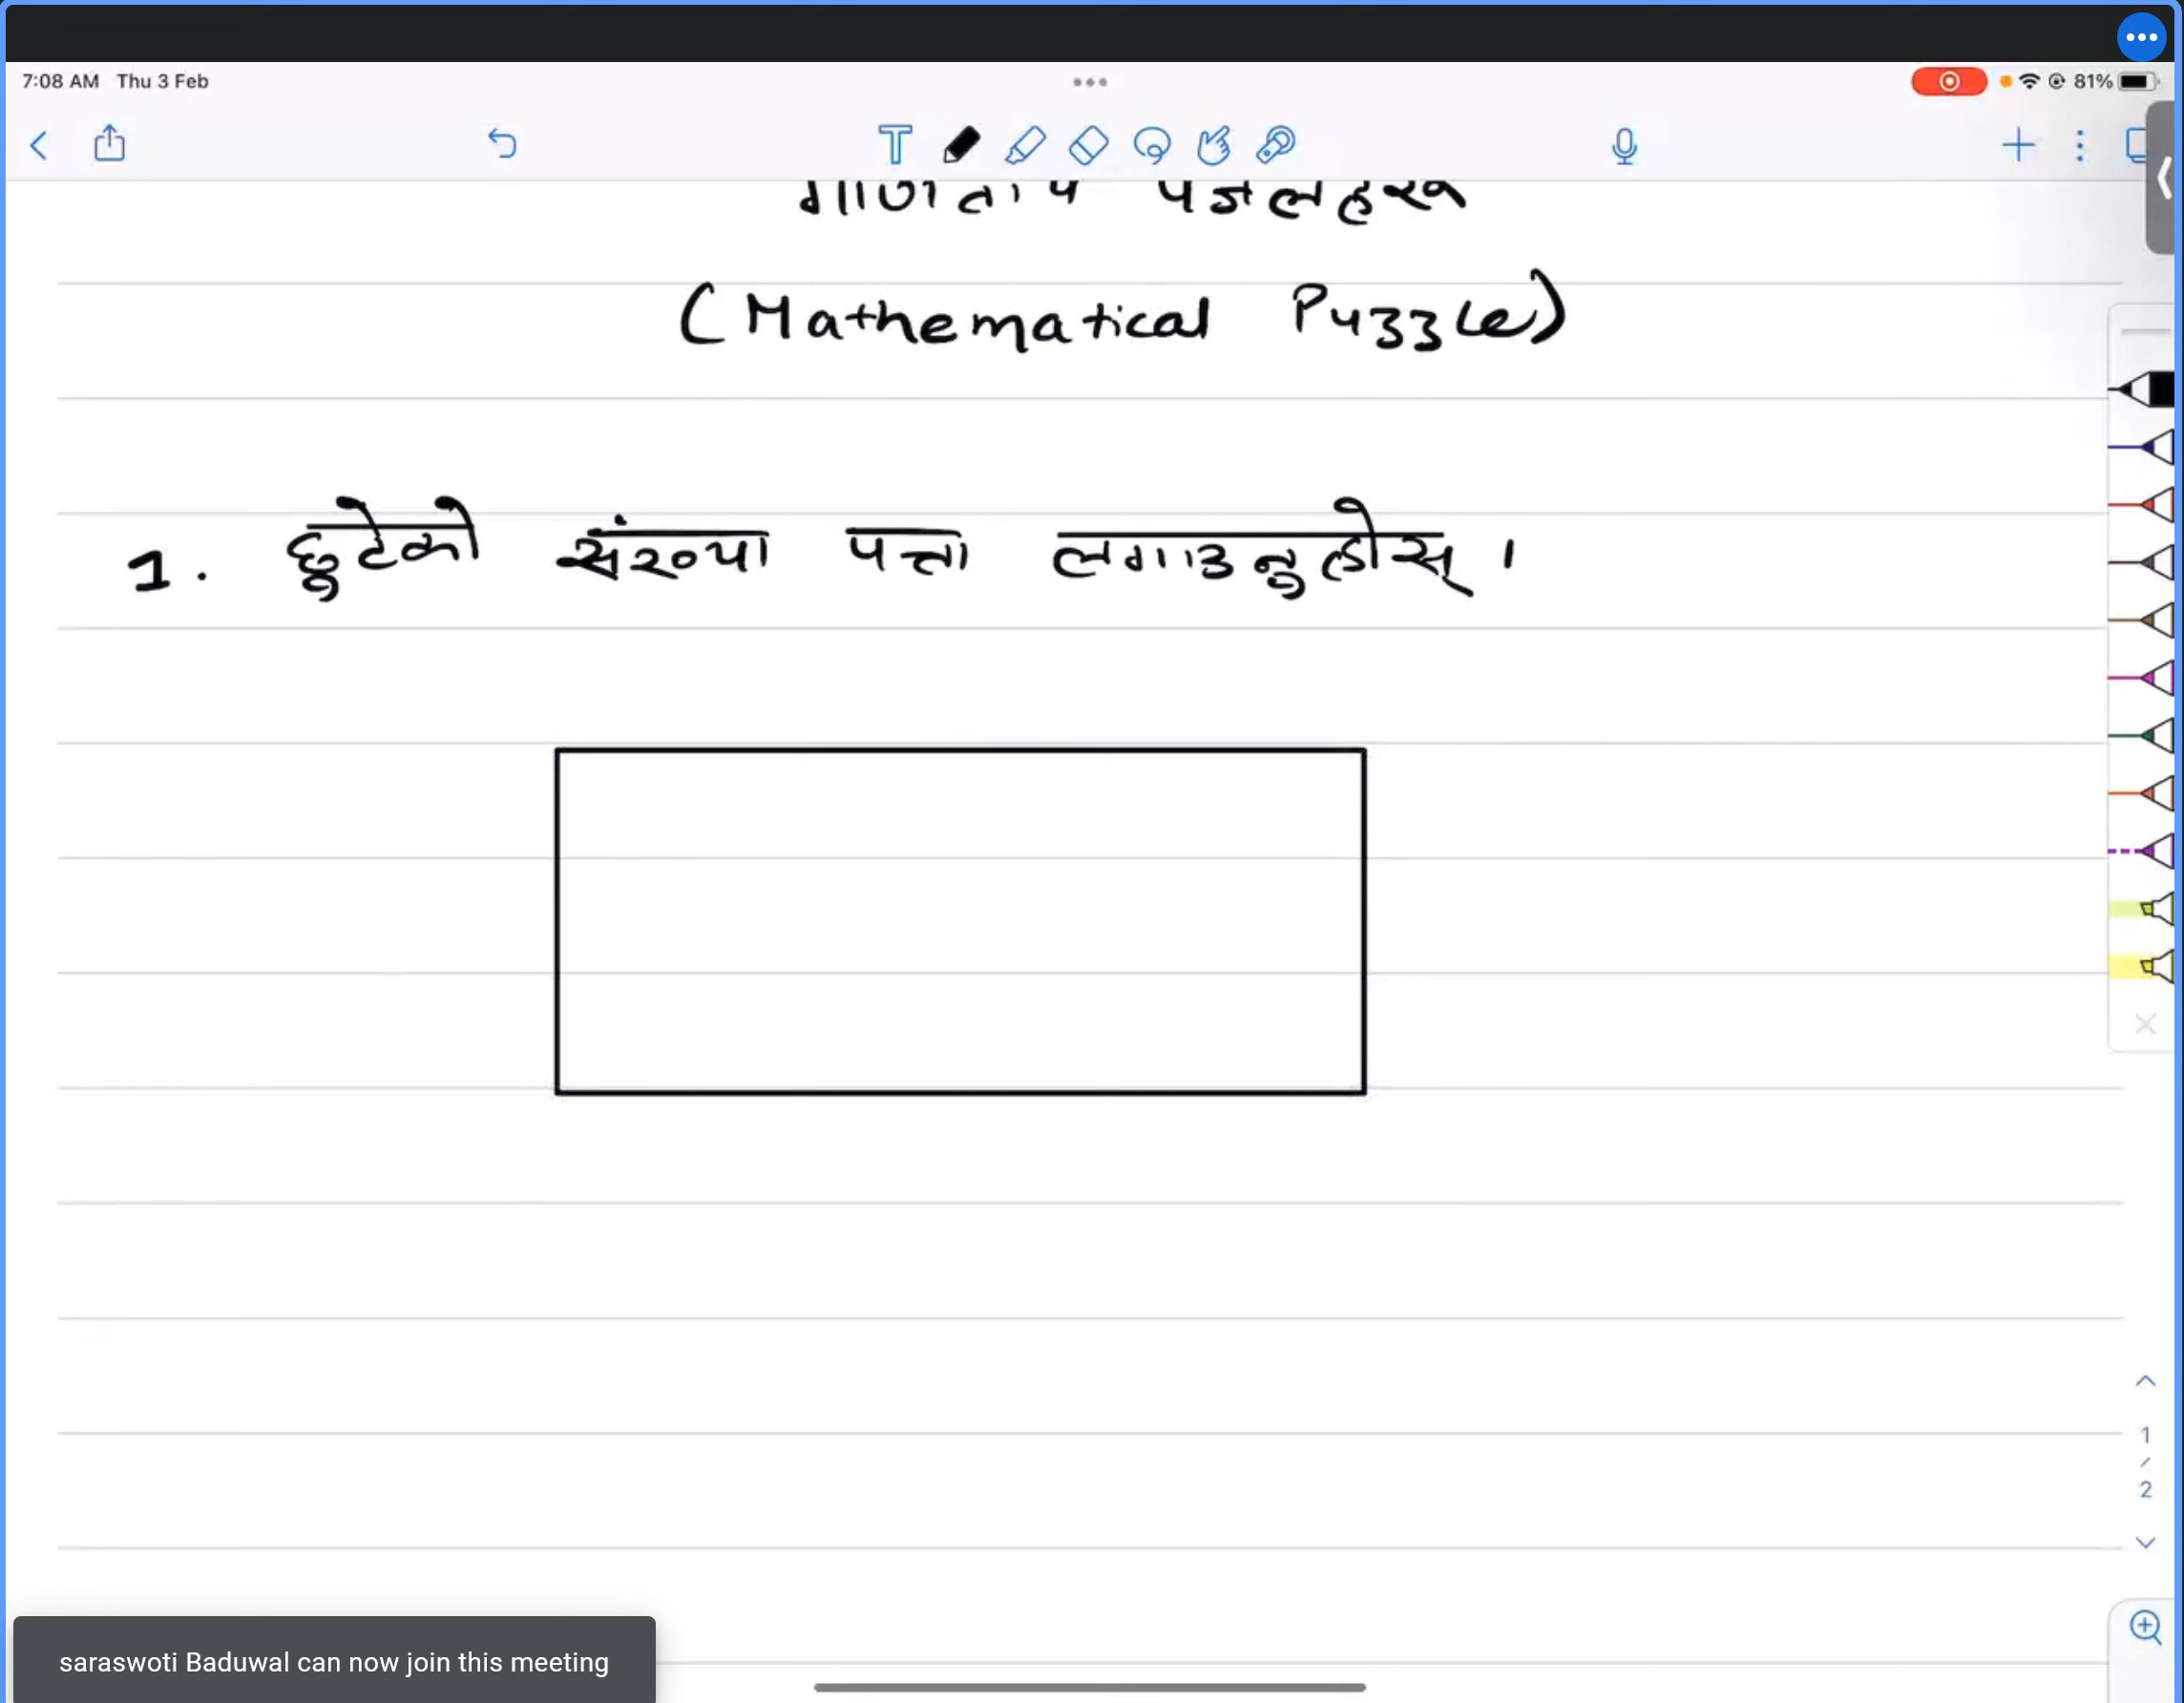 7:08 AM Thu 3 Feb
81%
(Mathematical Puzzle)
1. छुटेको संख्या पत्ता लगाउनुहोस् ।
1
/
2
saraswoti Baduwal can now join this meeting